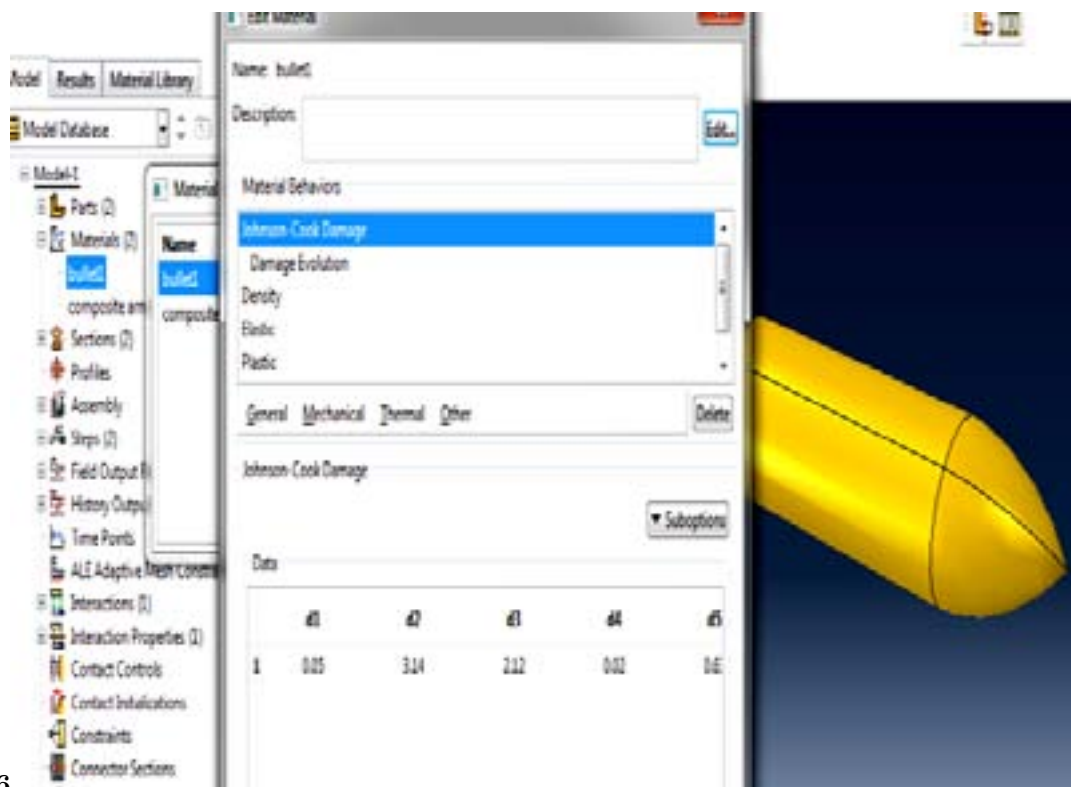 Edit Material
Name: bullet1
Model Results Material Library
Description:
Edit...
Model Database
Model-1
Parts (2)
Materials (2)
bullet1
composite
Sections (2)
Profiles
Assembly
Steps (2)
Field Output
History Output
Time Points
ALE Adaptive Mesh
Interactions (1)
Interaction Properties (1)
Contact Controls
Contact Initializations
Constraints
Connector Sections
Material
Name
bullet1
composite
Material Behaviors
Johnson-Cook Damage
Damage Evolution
Density
Elastic
Plastic
General Mechanical Thermal Other
Delete
Johnson-Cook Damage
Suboptions
Data
d1 d2 d3 d4 d5
1 0.05 3.14 2.12 0.02 0.6
6